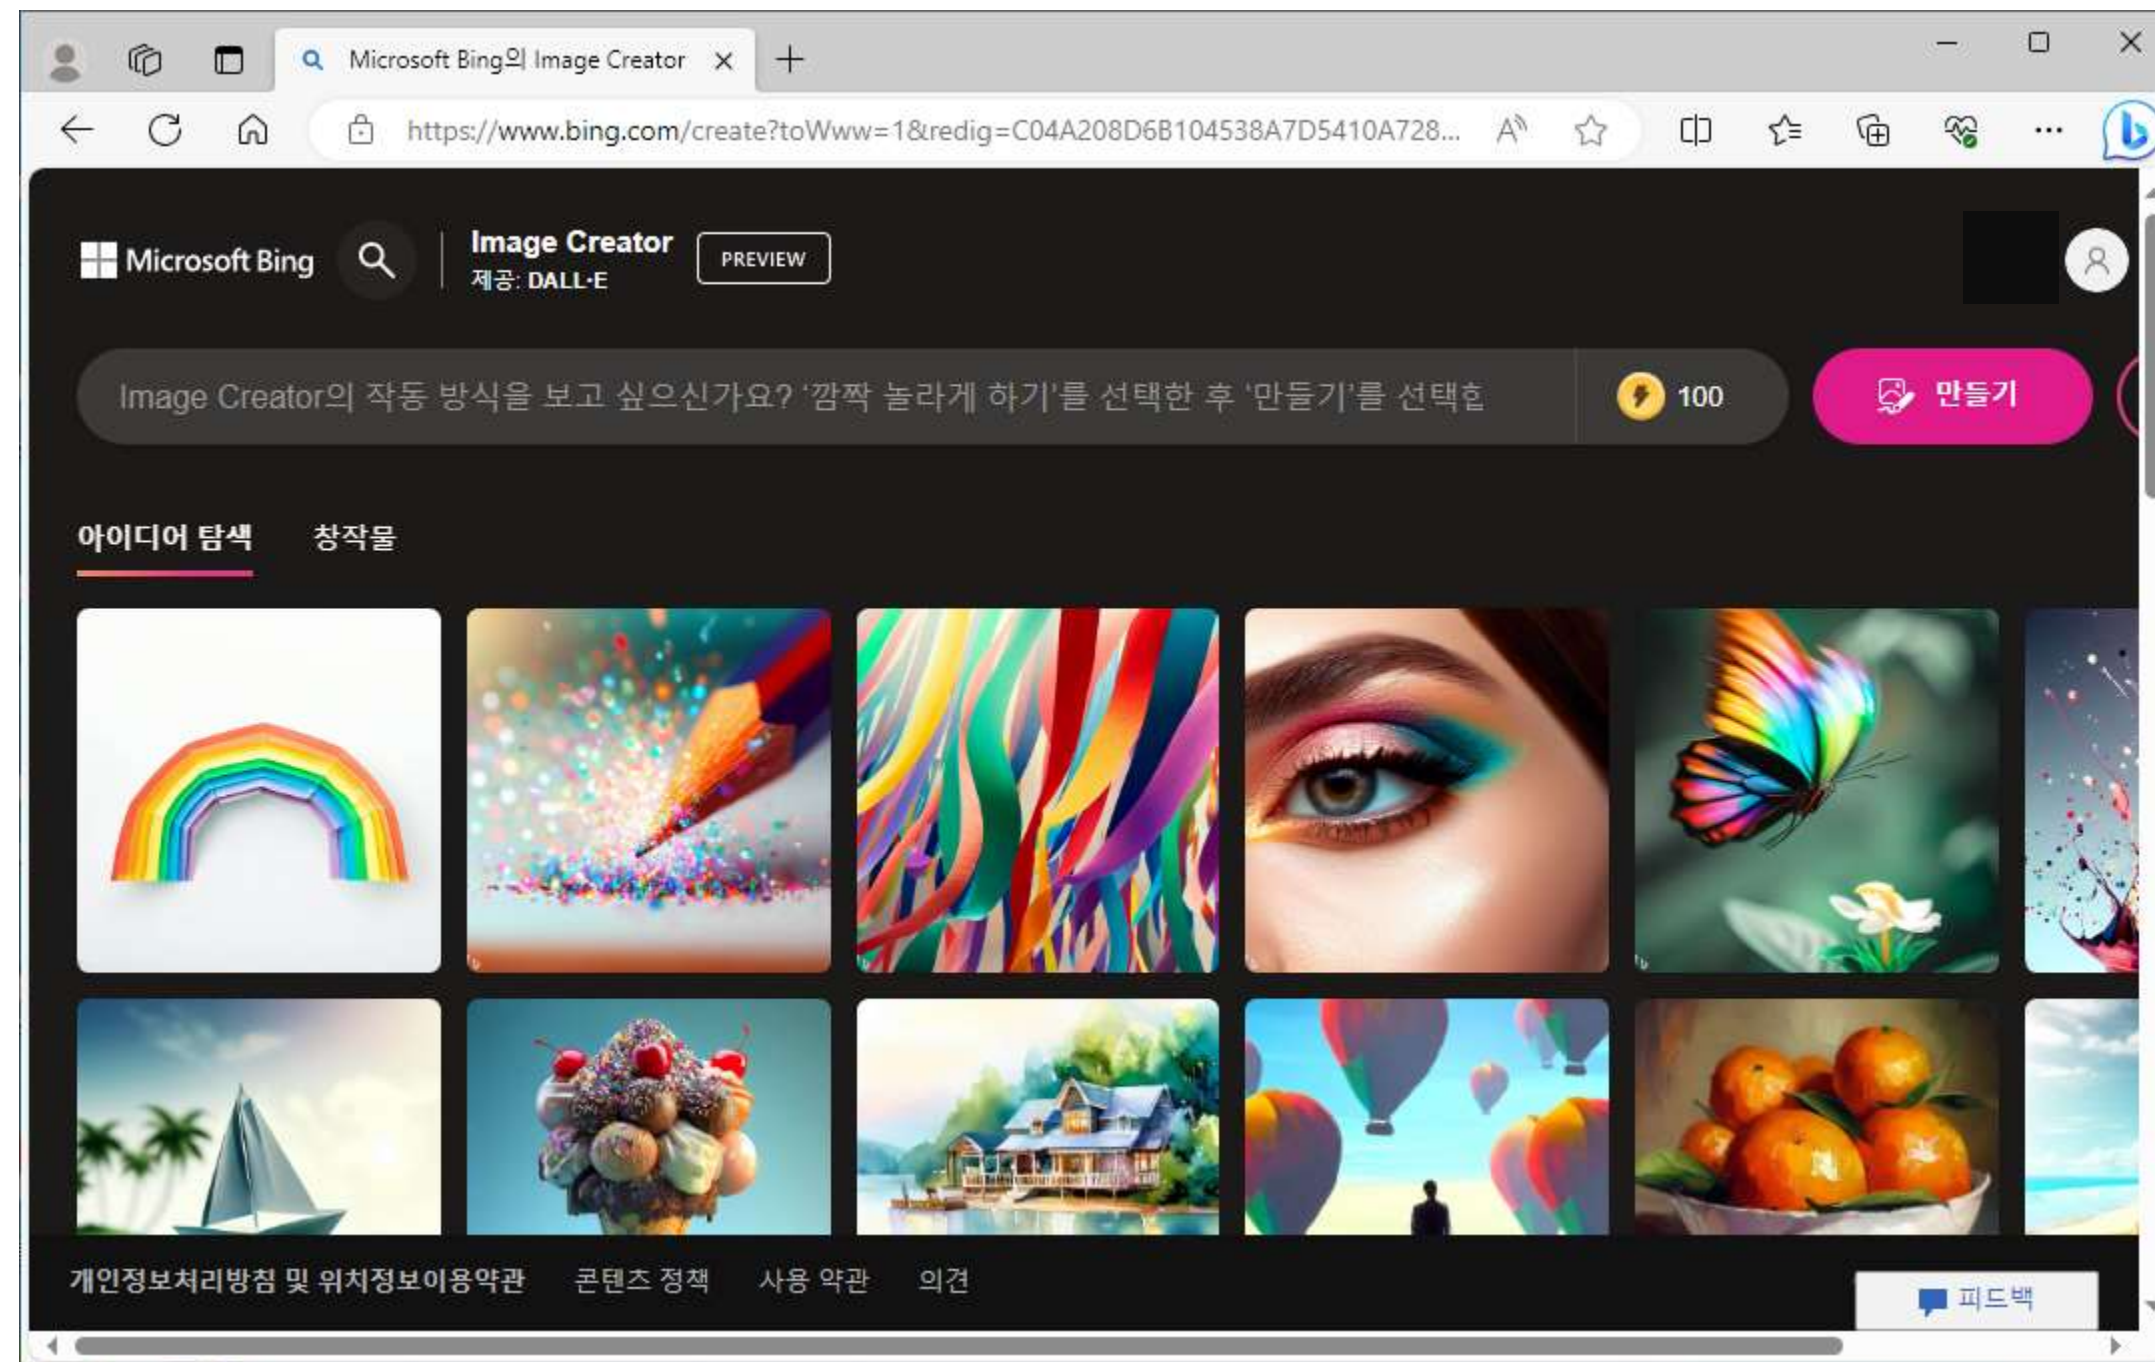 Microsoft Bing의 Image Creator
https://www.bing.com/create?toWww=1&redig=C04A208D6B104538A7D5410A728...
Microsoft Bing
Image Creator
제공: DALL·E
PREVIEW
Image Creator의 작동 방식을 보고 싶으신가요? ‘깜짝 놀라게 하기’를 선택한 후 ‘만들기’를 선택
100
만들기
아이디어 탐색 창작물
개인정보처리방침 및 위치정보이용약관 콘텐츠 정책 사용 약관 의견
피드백